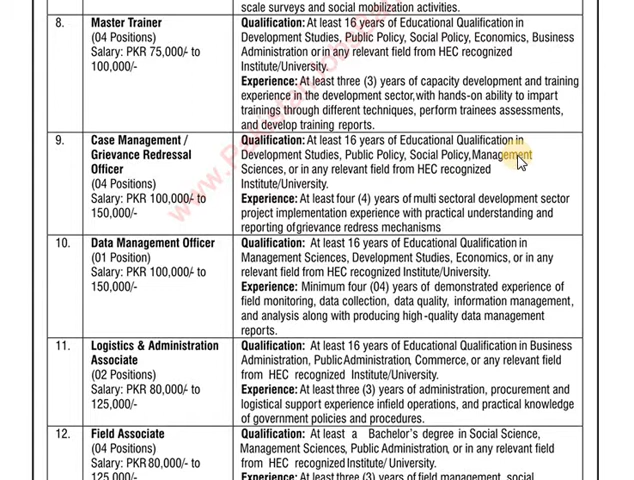 scale surveys and social mobilization activities.
8.
Master Trainer
(04 Positions)
Salary: PKR 75,000/- to
100,000/-
Qualification: At least 16 years of Educational Qualification in
Development Studies, Public Policy, Social Policy, Economics, Business
Administration or in any relevant field from HEC recognized
Institute/University.
Experience: At least three (3) years of capacity development and training
experience in the development sector, with hands-on ability to impart
trainings through different techniques, perform trainees assessments,
and develop training reports.
9.
Case Management /
Grievance Redressal
Officer
(04 Positions)
Salary: PKR 100,000/- to
150,000/-
Qualification: At least 16 years of Educational Qualification in
Development Studies, Public Policy, Social Policy, Management
Sciences, or in any relevant field from HEC recognized
Institute/University.
Experience: At least four (4) years of multi sectoral development sector
project implementation experience with practical understanding and
reporting of grievance redress mechanisms
10.
Data Management Officer
(01 Position)
Salary: PKR 100,000/- to
150,000/-
Qualification: At least 16 years of Educational Qualification in
Management Sciences, Development Studies, Economics, or in any
relevant field from HEC recognized Institute/University.
Experience: Minimum four (04) years of demonstrated experience of
field monitoring, data collection, data quality, information management,
and analysis along with producing high-quality data management
reports.
11.
Logistics & Administration
Associate
(02 Position)
Salary: PKR 80,000/- to
125,000/-
Qualification: At least 16 years of Educational Qualification in Business
Administration, Public Administration, Commerce, or any relevant field
from HEC recognized Institute/University.
Experience: At least three (3) years of administration, procurement and
logistical support experience in field operations, and practical knowledge
of government policies and procedures.
12.
Field Associate
(04 Positions)
Salary: PKR 80,000/- to
125,000/-
Qualification: At least a Bachelor's degree in Social Science,
Management Sciences, Public Administration, or in any relevant field
from HEC recognized Institute/ University.
Experience: At least three (3) years of field management, social